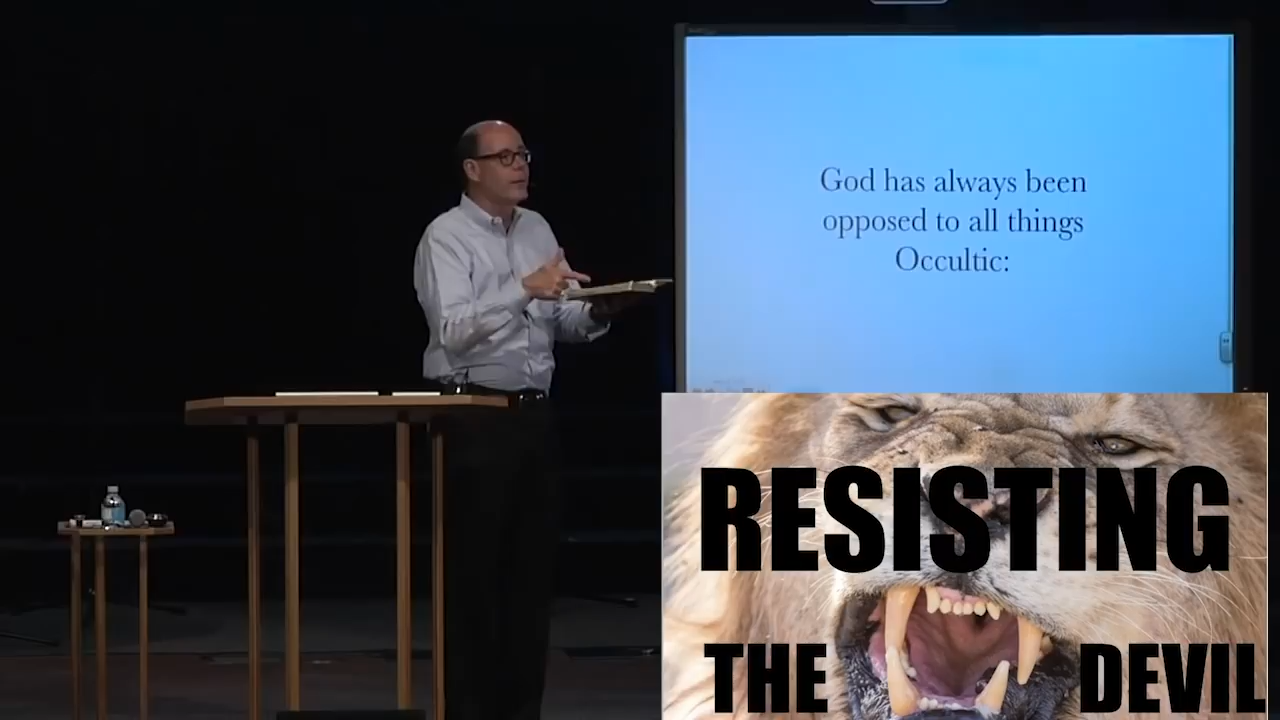 God has always been
opposed to all things
Occultic:
RESISTING
THE DEVIL